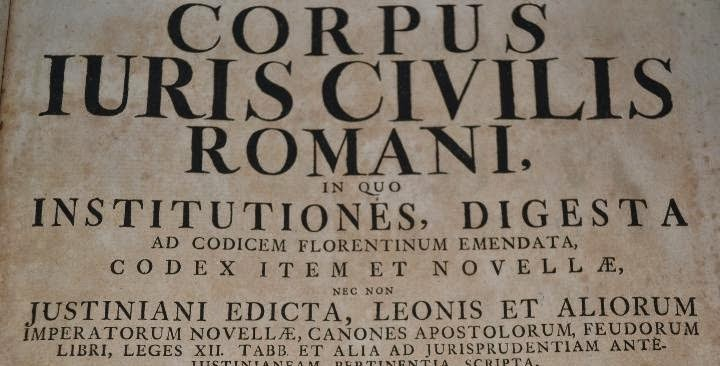 CORPUS
IURIS CIVILIS
ROMANI,
IN QUO
INSTITUTIONES, DIGESTA
AD CODICEM FLORENTINUM EMENDATA,
CODEX ITEM ET NOVELLÆ,
NEC NON
JUSTINIANI EDICTA, LEONIS ET ALIORUM
IMPERATORUM NOVELLÆ, CANONES APOSTOLORUM, FEUDORUM
LIBRI, LEGES XII. TABB. ET ALIA AD JURISPRUDENTIAM ANTE-
JUSTINIANEAM PERTINENTIA SCRIPTA,